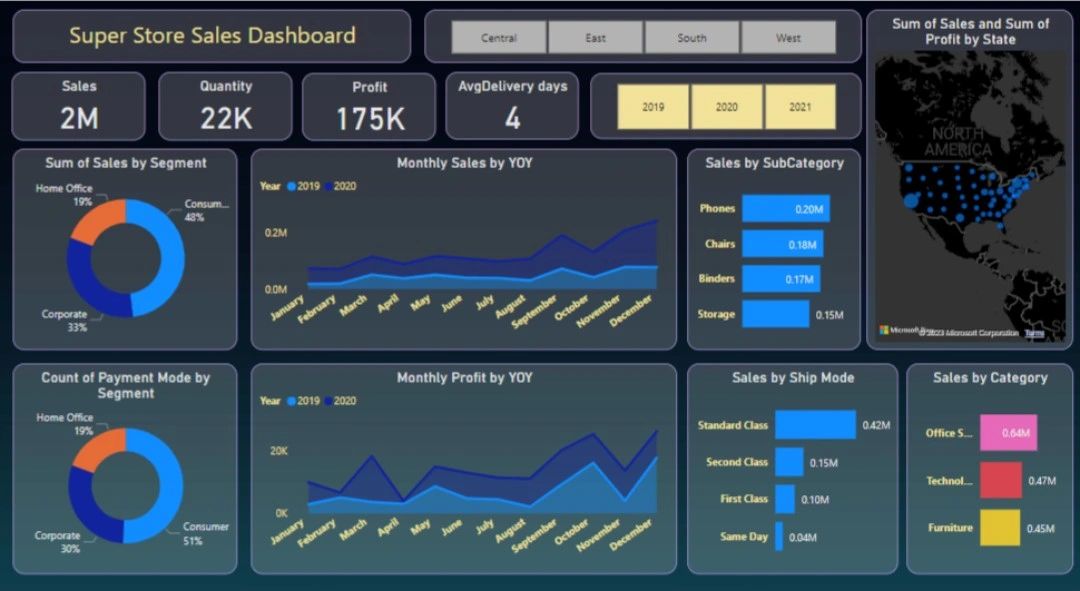 Super Store Sales Dashboard
Central
East
South
West
Sales
2M
Quantity
22K
Profit
175K
AvgDelivery days
4
2019
2020
2021
Sum of Sales and Sum of
Profit by State
NORTH
AMERICA
© 2023 Microsoft Corporation
Terms
Sum of Sales by Segment
Home Office
19%
Consum...
48%
Corporate
33%
Monthly Sales by YOY
Year 2019 2020
0.2M
0.0M
January
February
March
April
May
June
July
August
September
October
November
December
Sales by SubCategory
Phones 0.20M
Chairs 0.18M
Binders 0.17M
Storage 0.15M
Count of Payment Mode by
Segment
Home Office
19%
Corporate
30%
Consumer
51%
Monthly Profit by YOY
Year 2019 2020
20K
0K
January
February
March
April
May
June
July
August
September
October
November
December
Sales by Ship Mode
Standard Class 0.42M
Second Class 0.15M
First Class 0.10M
Same Day 0.04M
Sales by Category
Office S... 0.64M
Technol... 0.47M
Furniture 0.45M